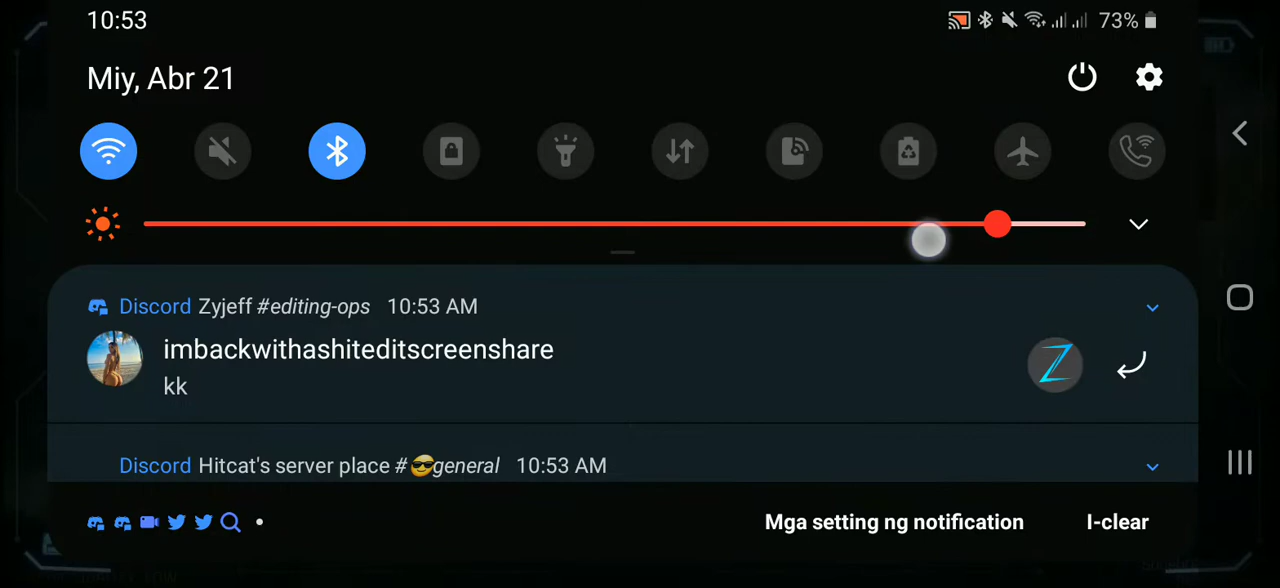 10:53
73%
Miy, Abr 21
Discord Zyjeff #editing-ops 10:53 AM
imbackwithashiteditscreenshare
kk
Discord Hitcat's server place #😎general 10:53 AM
Mga setting ng notification
I-clear